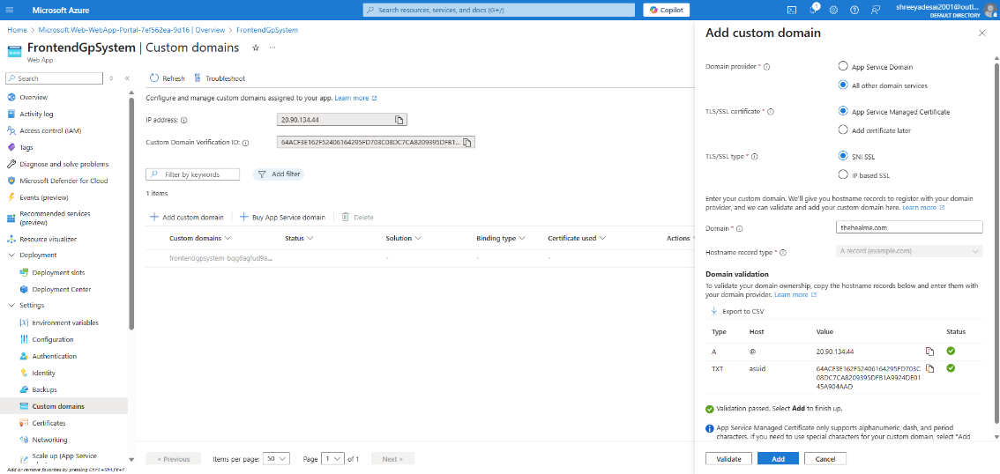 Microsoft Azure
Search resources, services, and docs (G+/)
Copilot
1
shreeyadesai2001@outl...
DEFAULT DIRECTORY
Home > Microsoft.Web-WebApp-Portal-7ef562ea-9d16 | Overview > FrontendGpSystem
FrontendGpSystem | Custom domains
Web App
Search
Overview
Activity log
Access control (IAM)
Tags
Diagnose and solve problems
Microsoft Defender for Cloud
Events (preview)
Recommended services
(preview)
Resource visualizer
Deployment
Deployment slots
Deployment Center
Settings
Environment variables
Configuration
Authentication
Identity
Backups
Custom domains
Certificates
Networking
Scale up (App Service
Add or remove favorites by pressing Ctrl+Shift+F
Refresh Troubleshoot
Configure and manage custom domains assigned to your app. Learn more
IP address: 20.90.134.44
Custom Domain Verification ID: 64ACF3E162F52406164295FD703C08DC7CA8209395DFB1...
Filter by keywords Add filter
1 items
Add custom domain Buy App Service domain Delete
Custom domains Status Solution Binding type Certificate used Actions
frontendgpsystem-bqg6agfud9a... - - -
< Previous Items per page: 50 Page 1 of 1 Next >
Add custom domain
Domain provider * App Service Domain
All other domain services
TLS/SSL certificate * App Service Managed Certificate
Add certificate later
TLS/SSL type * SNI SSL
IP based SSL
Enter your custom domain. We'll give you hostname records to register with your domain
provider, and we can validate and add your custom domain here. Learn more
Domain * thehealme.com
Hostname record type * A record (example.com)
Domain validation
To validate your domain ownership, copy the hostname records below and enter them with
your domain provider. Learn more
Export to CSV
Type Host Value Status
A @ 20.90.134.44
TXT asuid 64ACF3E162F52406164295FD703C
08DC7CA8209395DFB1A9924DE01
45A904AAD
Validation passed. Select Add to finish up.
App Service Managed Certificate only supports alphanumeric, dash, and period
characters. If you need to use special characters for your custom domain, select "Add
Validate Add Cancel